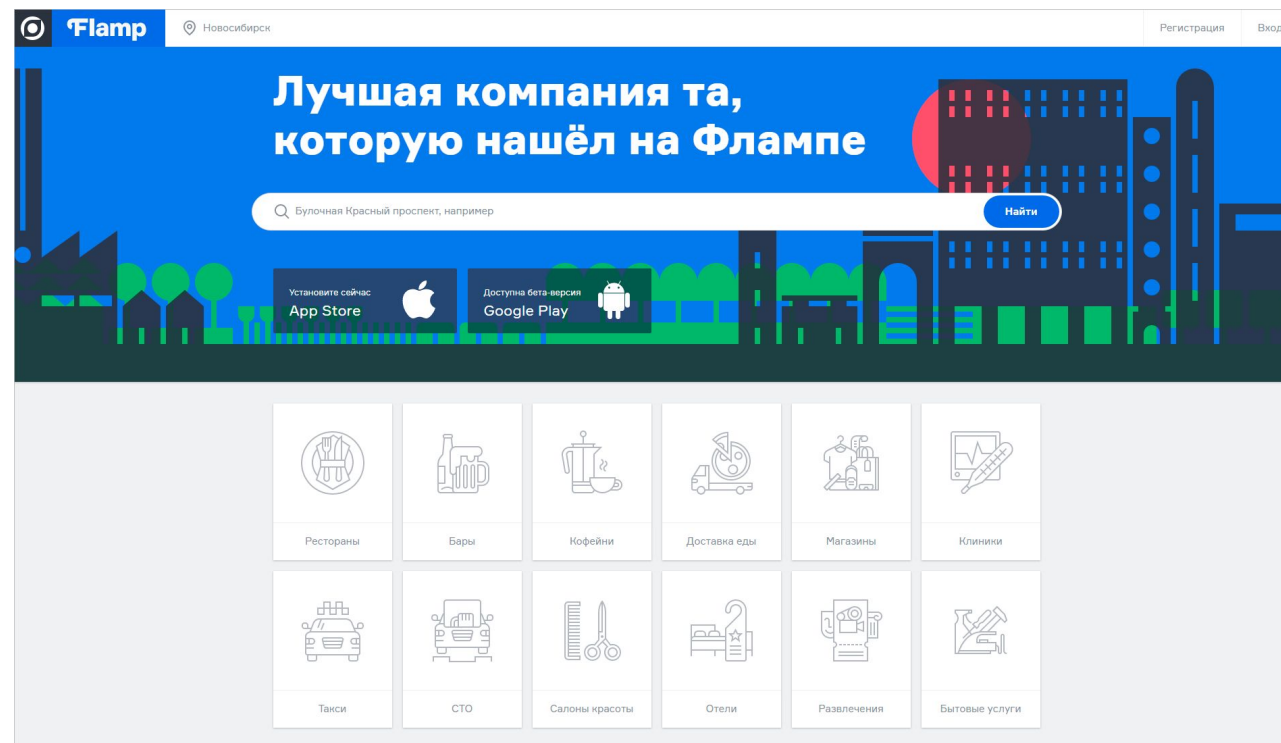 Flamp
Новосибирск
Регистрация
Вход
Лучшая компания та,
которую нашёл на Флампе
Булочная Красный проспект, например
Найти
Установите сейчас
App Store
Доступна бета-версия
Google Play
Рестораны
Бары
Кофейни
Доставка еды
Магазины
Клиники
Такси
СТО
Салоны красоты
Отели
Развлечения
Бытовые услуги